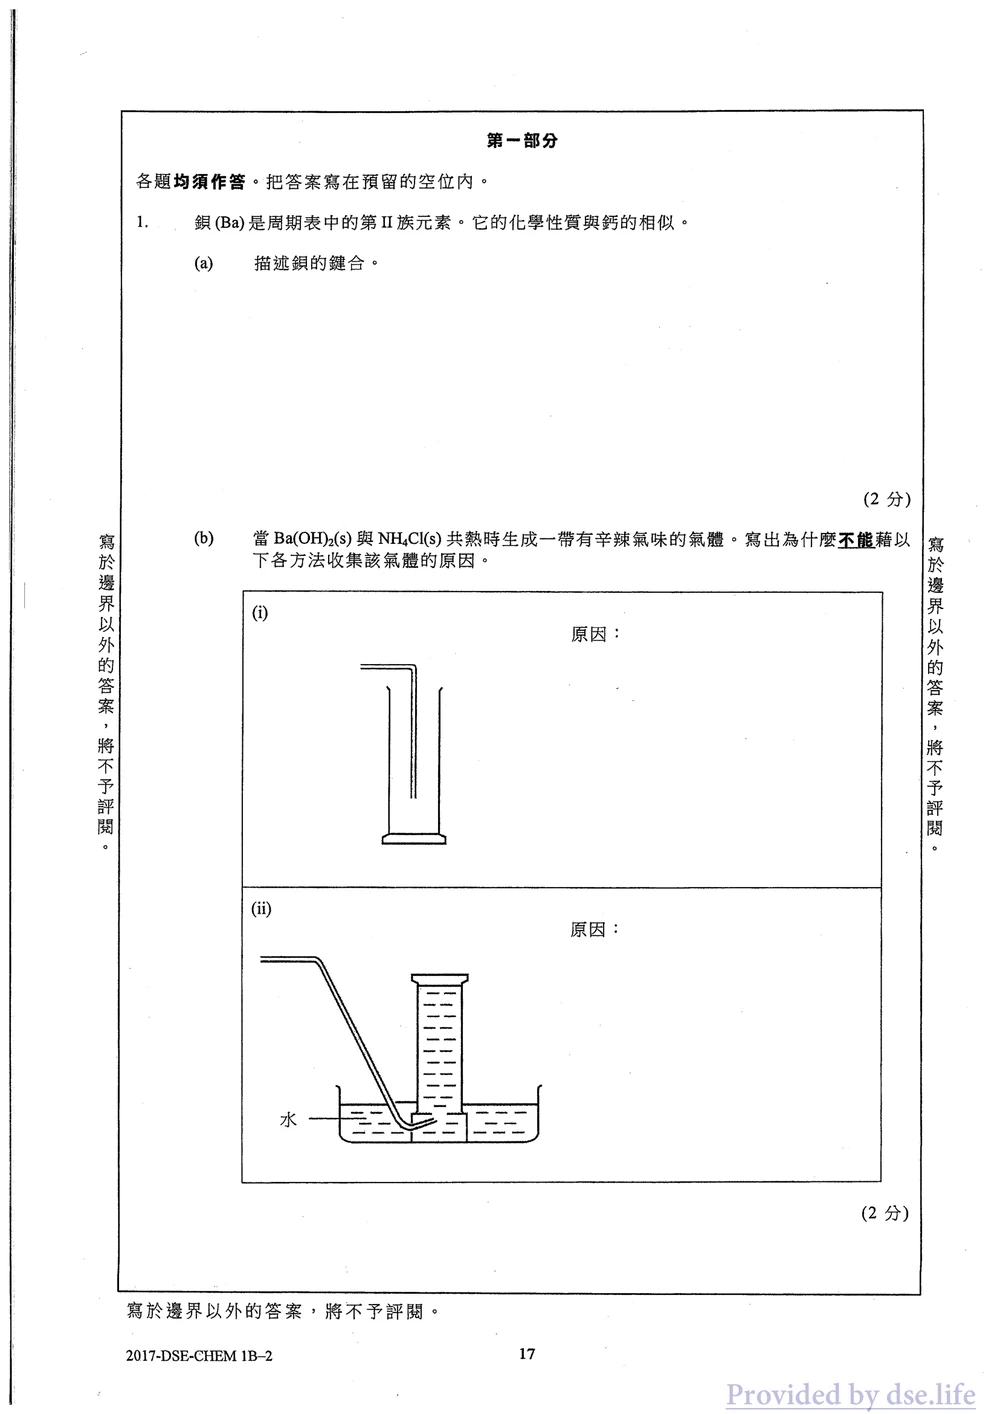 第一部分
各題均須作答。把答案寫在預留的空位內。
1. 鋇 (Ba) 是周期表中的第 II 族元素。它的化學性質與鈣的相似。
(a) 描述鋇的鍵合。
(2 分)
(b) 當 Ba(OH)₂(s) 與 NH₄Cl(s) 共熱時生成一帶有辛辣氣味的氣體。寫出為什麼不能藉以
下各方法收集該氣體的原因。
(i)
原因：
(ii)
原因：
水
(2 分)
寫於邊界以外的答案，將不予評閱。
寫於邊界以外的答案，將不予評閱。
寫於邊界以外的答案，將不予評閱。
2017-DSE-CHEM 1B–2
17
Provided by dse.life